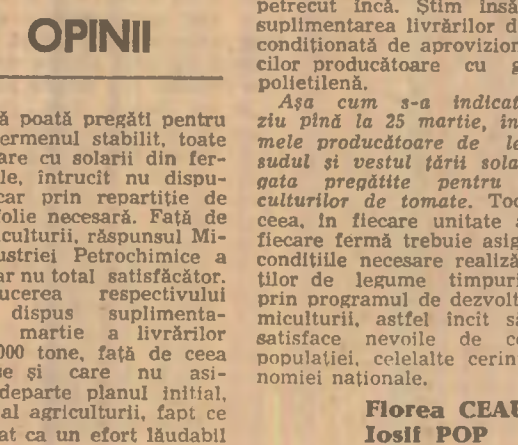 OPINII
ă poată pregăti pentru
ermenul stabilit, toate
are cu solarii din fer-
le, întrucît nu dispu-
car prin repartiție de
folie necesară. Față de
culturii, răspunsul Mi-
ustriei Petrochimice a
ar nu total satisfăcător.
ucerea respectivului
dispus suplimenta-
martie a livrărilor
000 tone, față de ceea
se și care nu asi-
departe planul inițial,
al agriculturii, fapt ce
at ca un efort lăudabil
petrecut încă. Știm însă
suplimentarea livrărilor d
condiționată de aprovizion
cilor producătoare cu g
polietilenă.
Așa cum s-a indicat
ziu pînă la 25 martie, în
mele producătoare de le
sudul și vestul țării sola
gata pregătite pentru
culturilor de tomate. Toc
ceea, în fiecare unitate a
fiecare fermă trebuie asig
condițiile necesare realiză
ților de legume timpuri
prin programul de dezvolt
miculturii, astfel încît să
satisface nevoile de co
populației, celelalte cerin
nomiei naționale.
Florea CEAU
Iosif POP